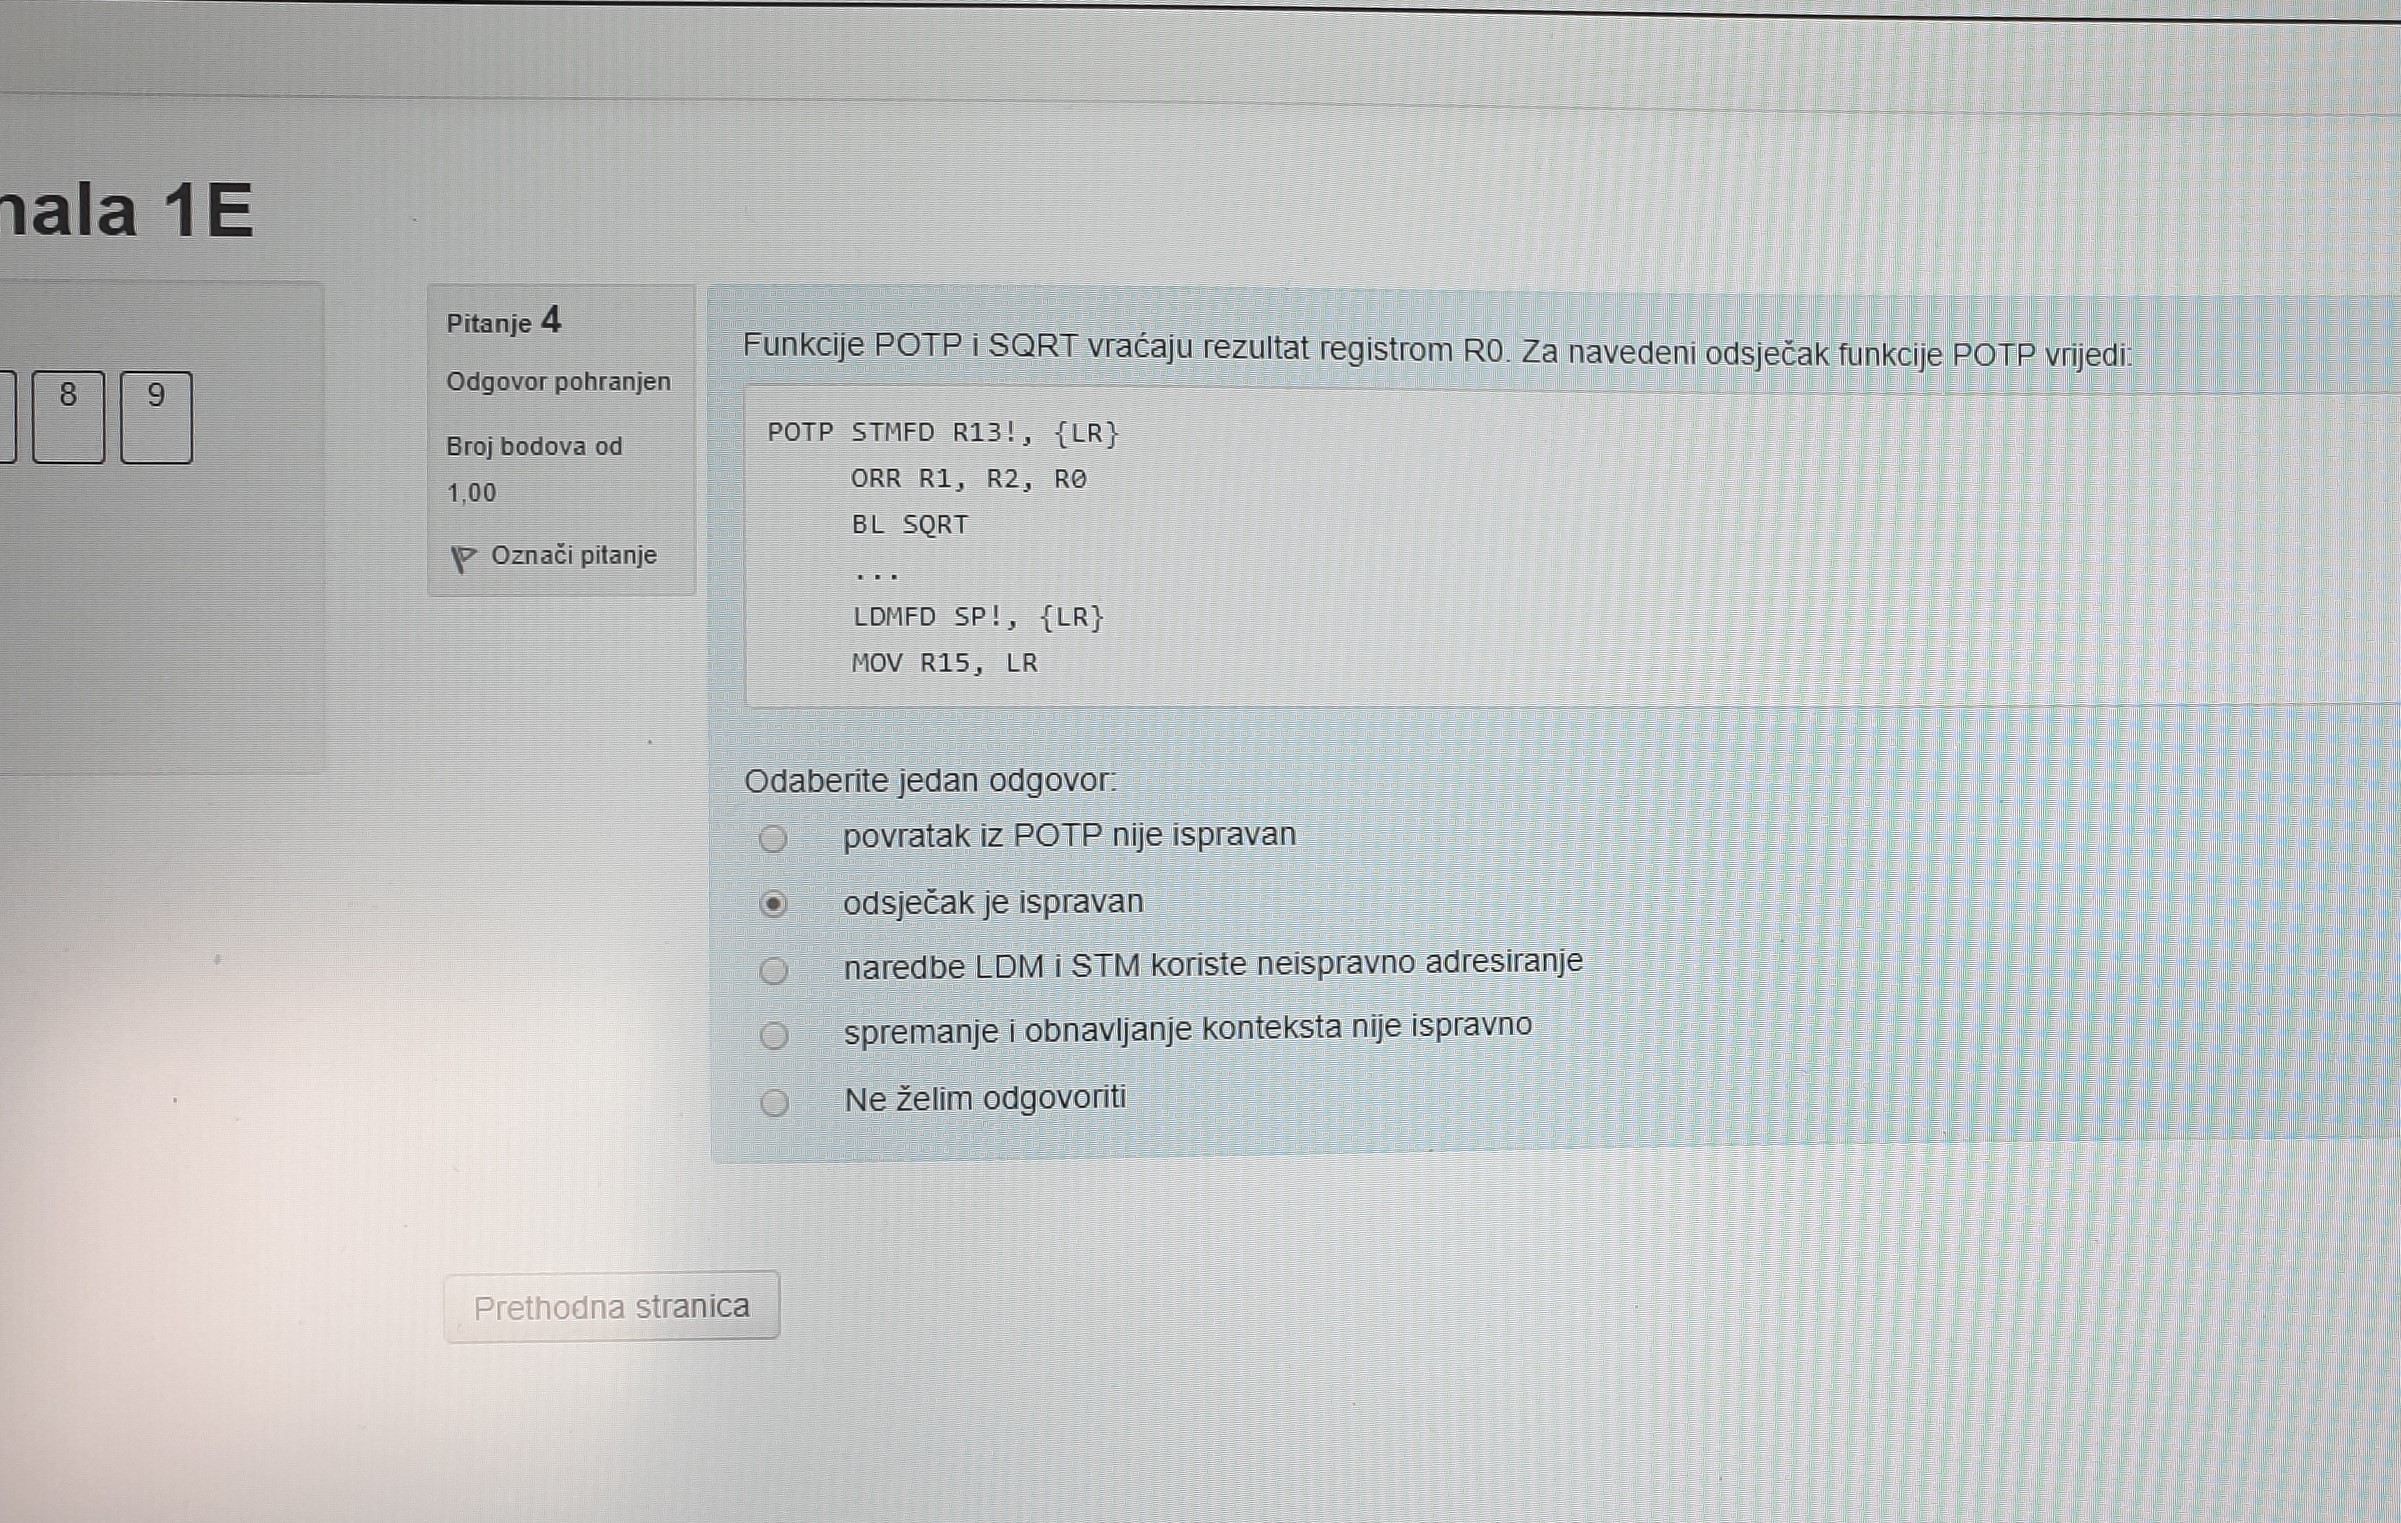 nala 1E
8
9
Pitanje 4
Odgovor pohranjen
Broj bodova od
1,00
Označi pitanje
Funkcije POTP i SQRT vraćaju rezultat registrom R0. Za navedeni odsječak funkcije POTP vrijedi:
POTP STMFD R13!, {LR}
ORR R1, R2, R0
BL SQRT
...
LDMFD SP!, {LR}
MOV R15, LR
Odaberite jedan odgovor:
povratak iz POTP nije ispravan
odsječak je ispravan
naredbe LDM i STM koriste neispravno adresiranje
spremanje i obnavljanje konteksta nije ispravno
Ne želim odgovoriti
Prethodna stranica